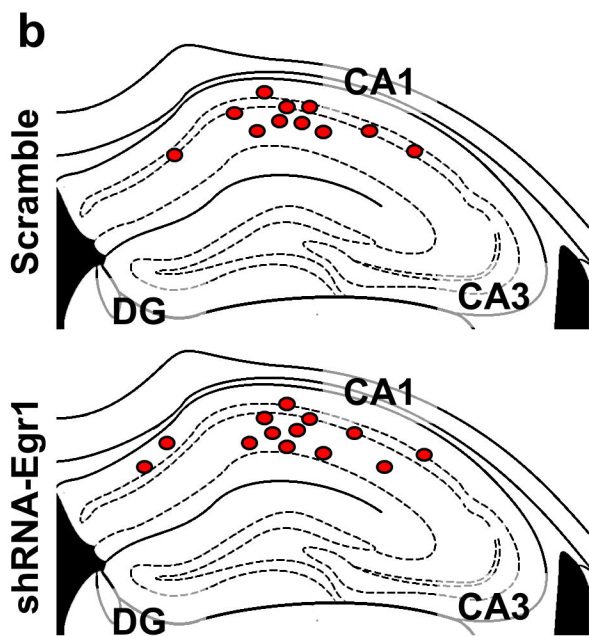 b
Scramble
CA1
CA3
DG
shRNA-Egr1
CA1
CA3
DG